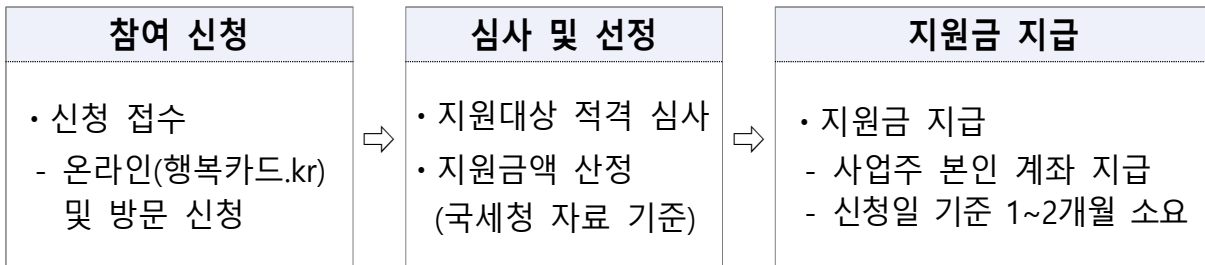 참여 신청
・신청 접수
- 온라인(행복카드.kr)
및 방문 신청
⇨
심사 및 선정
・지원대상 적격 심사
・지원금액 산정
(국세청 자료 기준)
⇨
지원금 지급
・지원금 지급
- 사업주 본인 계좌 지급
- 신청일 기준 1~2개월 소요